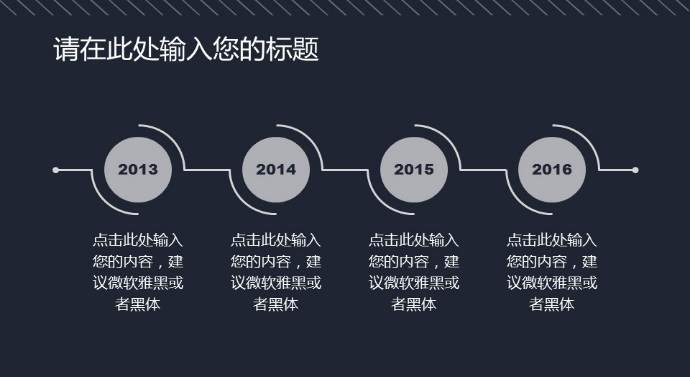 请在此处输入您的标题
2013
2014
2015
2016
点击此处输入
您的内容，建
议微软雅黑或
者黑体
点击此处输入
您的内容，建
议微软雅黑或
者黑体
点击此处输入
您的内容，建
议微软雅黑或
者黑体
点击此处输入
您的内容，建
议微软雅黑或
者黑体